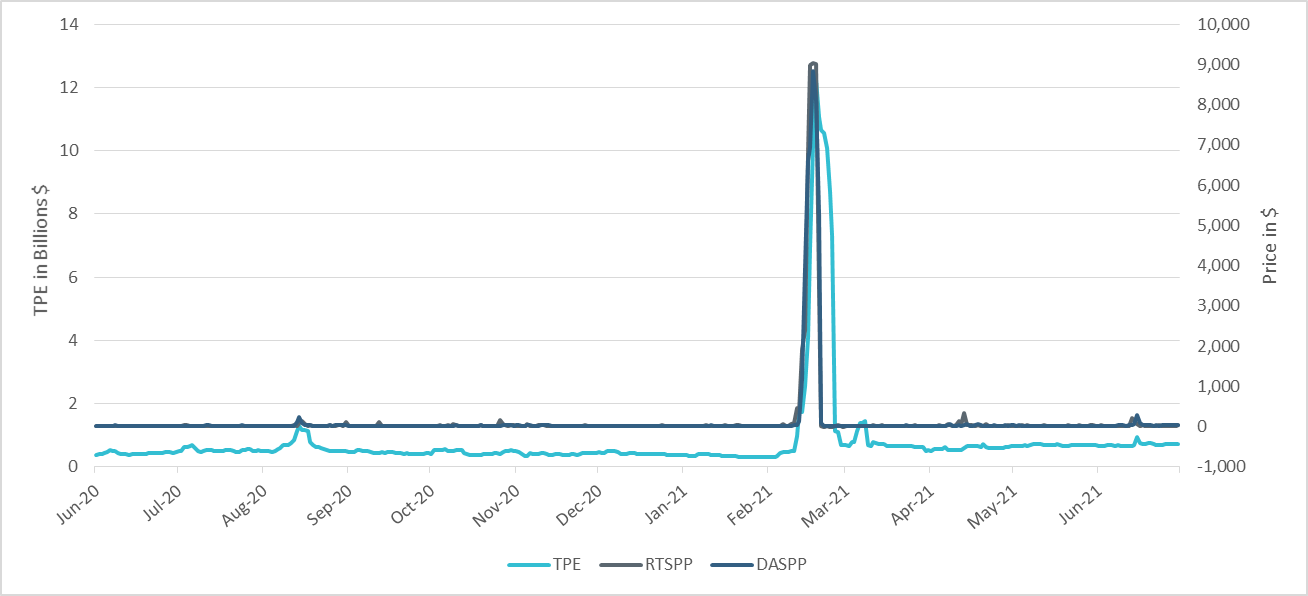 14
12
10
8
6
4
2
0
TPE in Billions $
10,000
9,000
8,000
7,000
6,000
5,000
4,000
3,000
2,000
1,000
0
-1,000
Price in $
Jun-20
Jul-20
Aug-20
Sep-20
Oct-20
Nov-20
Dec-20
Jan-21
Feb-21
Mar-21
Apr-21
May-21
Jun-21
TPE
RTSPP
DASPP